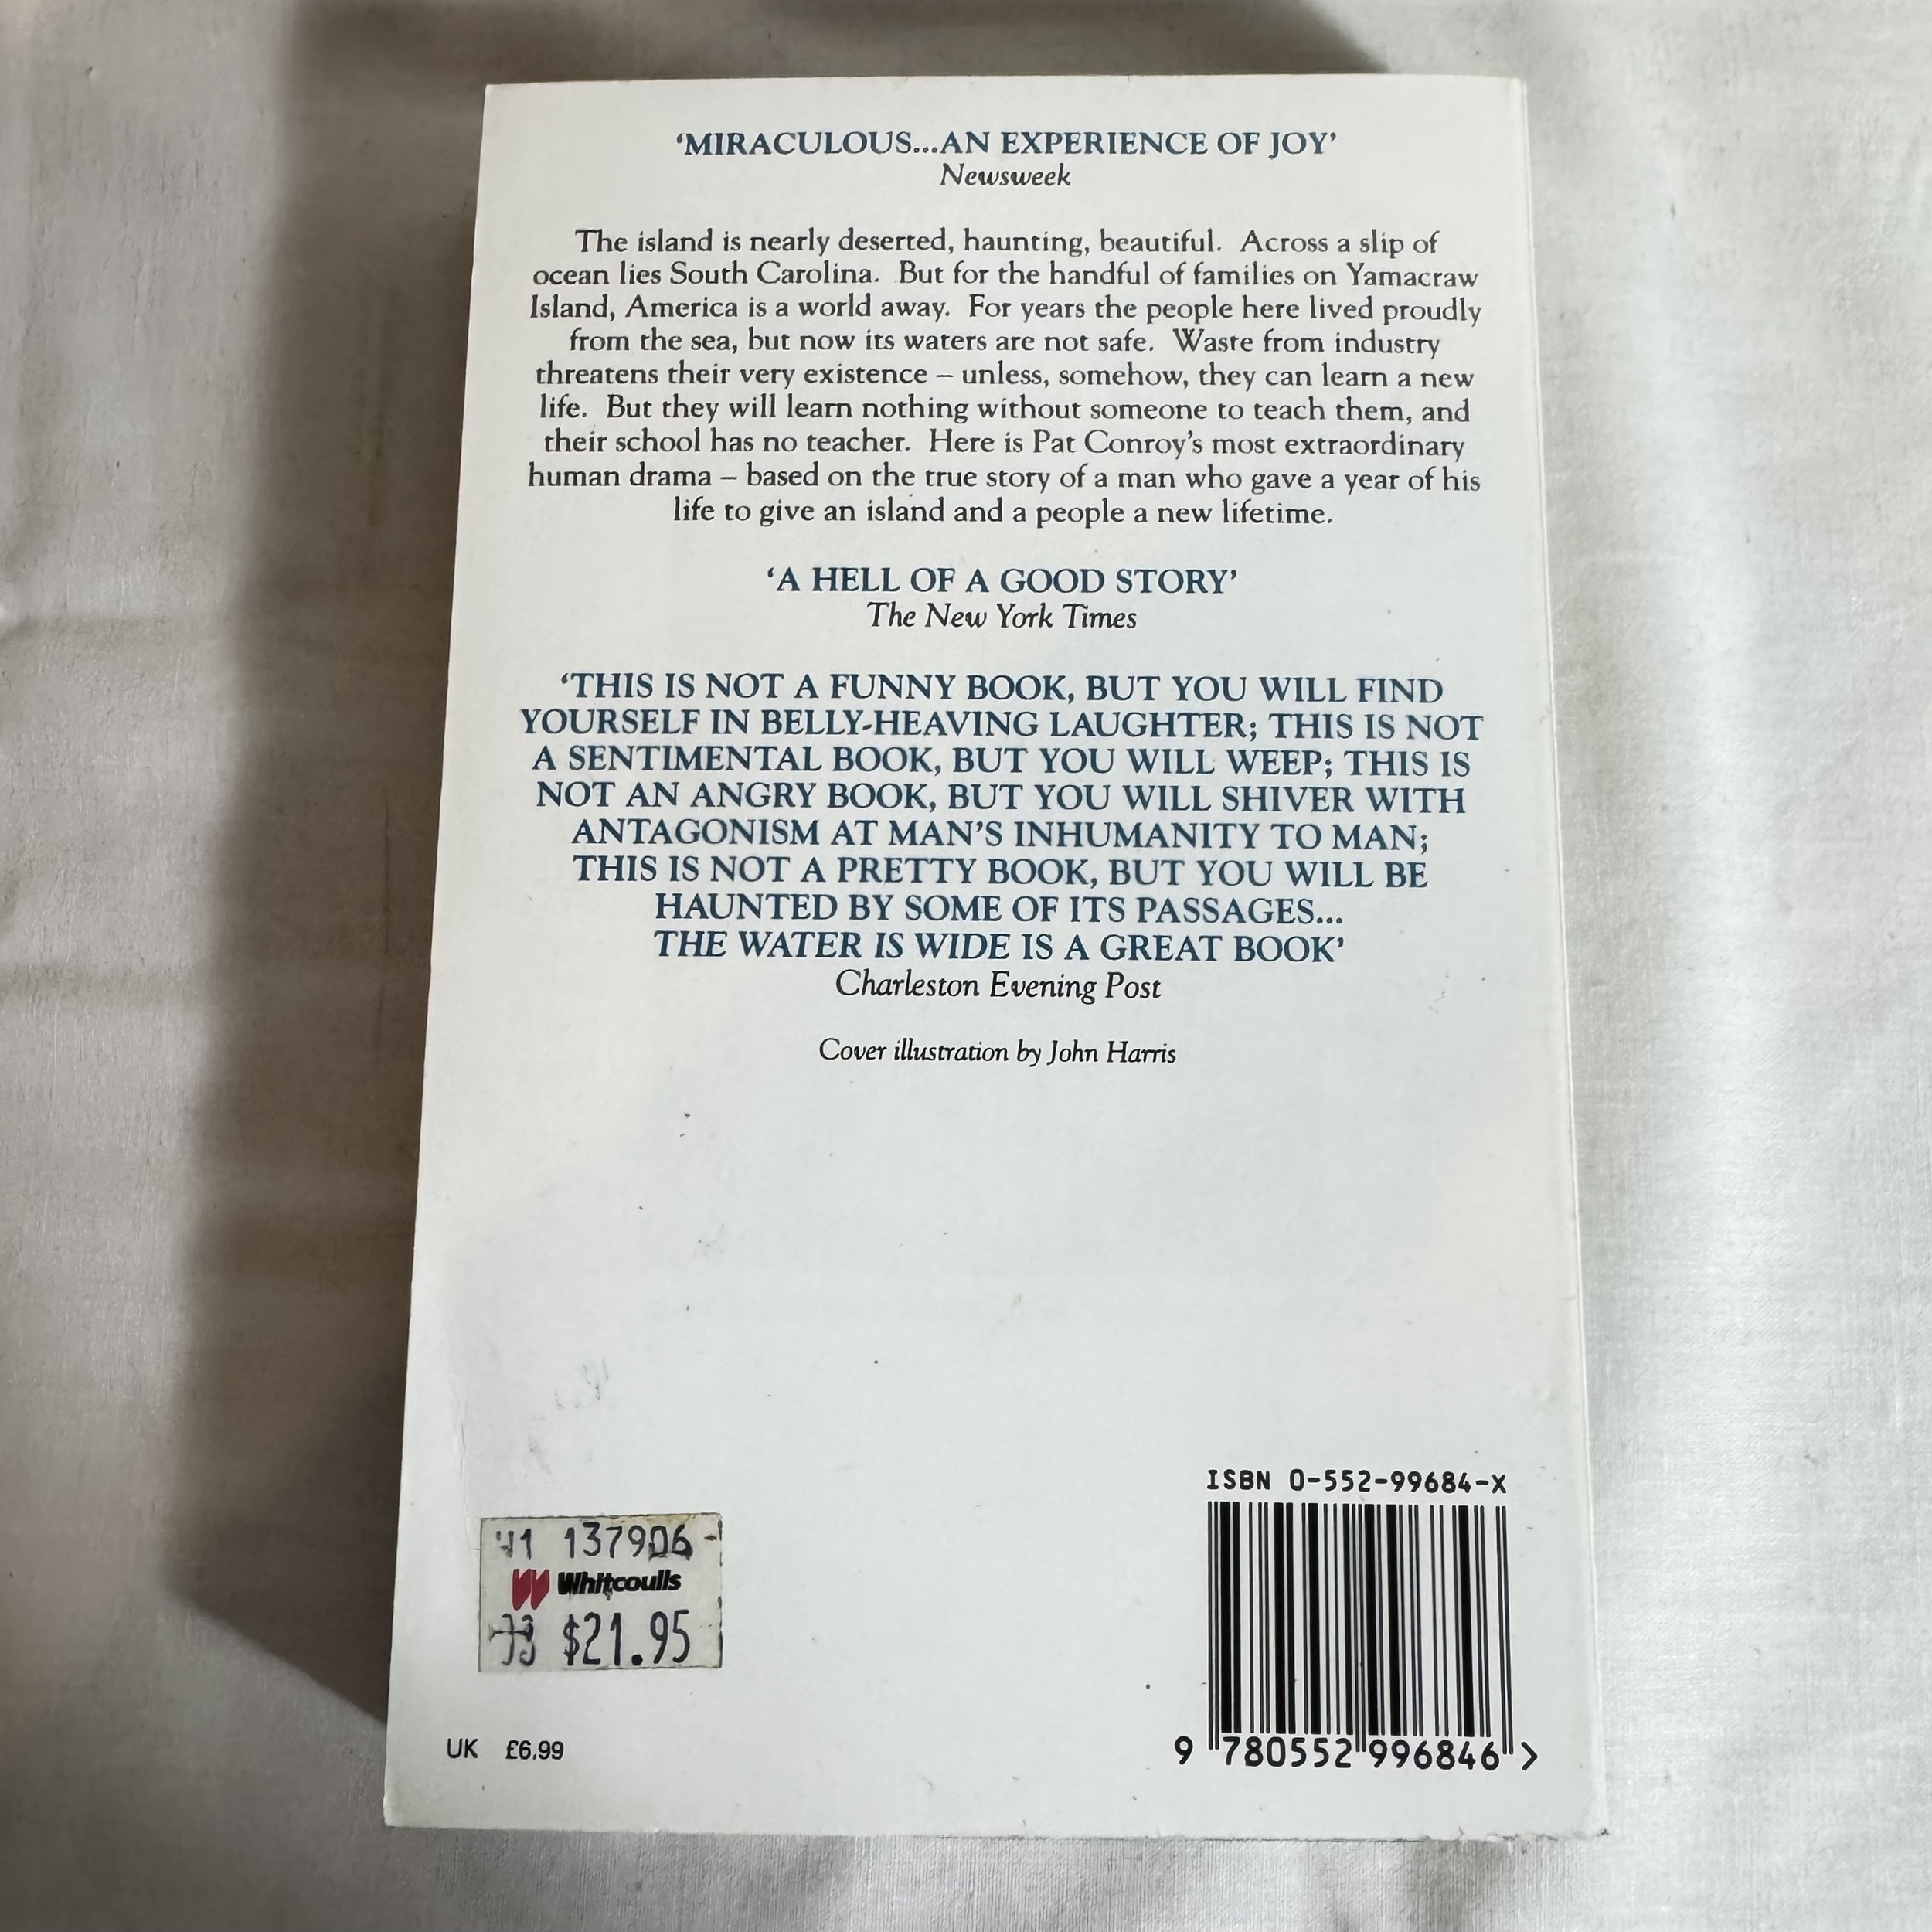 ‘MIRACULOUS...AN EXPERIENCE OF JOY’
Newsweek
The island is nearly deserted, haunting, beautiful. Across a slip of
ocean lies South Carolina. But for the handful of families on Yamacraw
Island, America is a world away. For years the people here lived proudly
from the sea, but now its waters are not safe. Waste from industry
threatens their very existence – unless, somehow, they can learn a new
life. But they will learn nothing without someone to teach them, and
their school has no teacher. Here is Pat Conroy’s most extraordinary
human drama – based on the true story of a man who gave a year of his
life to give an island and a people a new lifetime.
‘A HELL OF A GOOD STORY’
The New York Times
‘THIS IS NOT A FUNNY BOOK, BUT YOU WILL FIND
YOURSELF IN BELLY-HEAVING LAUGHTER; THIS IS NOT
A SENTIMENTAL BOOK, BUT YOU WILL WEEP; THIS IS
NOT AN ANGRY BOOK, BUT YOU WILL SHIVER WITH
ANTAGONISM AT MAN’S INHUMANITY TO MAN;
THIS IS NOT A PRETTY BOOK, BUT YOU WILL BE
HAUNTED BY SOME OF ITS PASSAGES...
THE WATER IS WIDE IS A GREAT BOOK’
Charleston Evening Post
Cover illustration by John Harris
137906
Whitcoulls
$21.95
UK £6.99
ISBN 0-552-99684-X
9 780552 996846 >